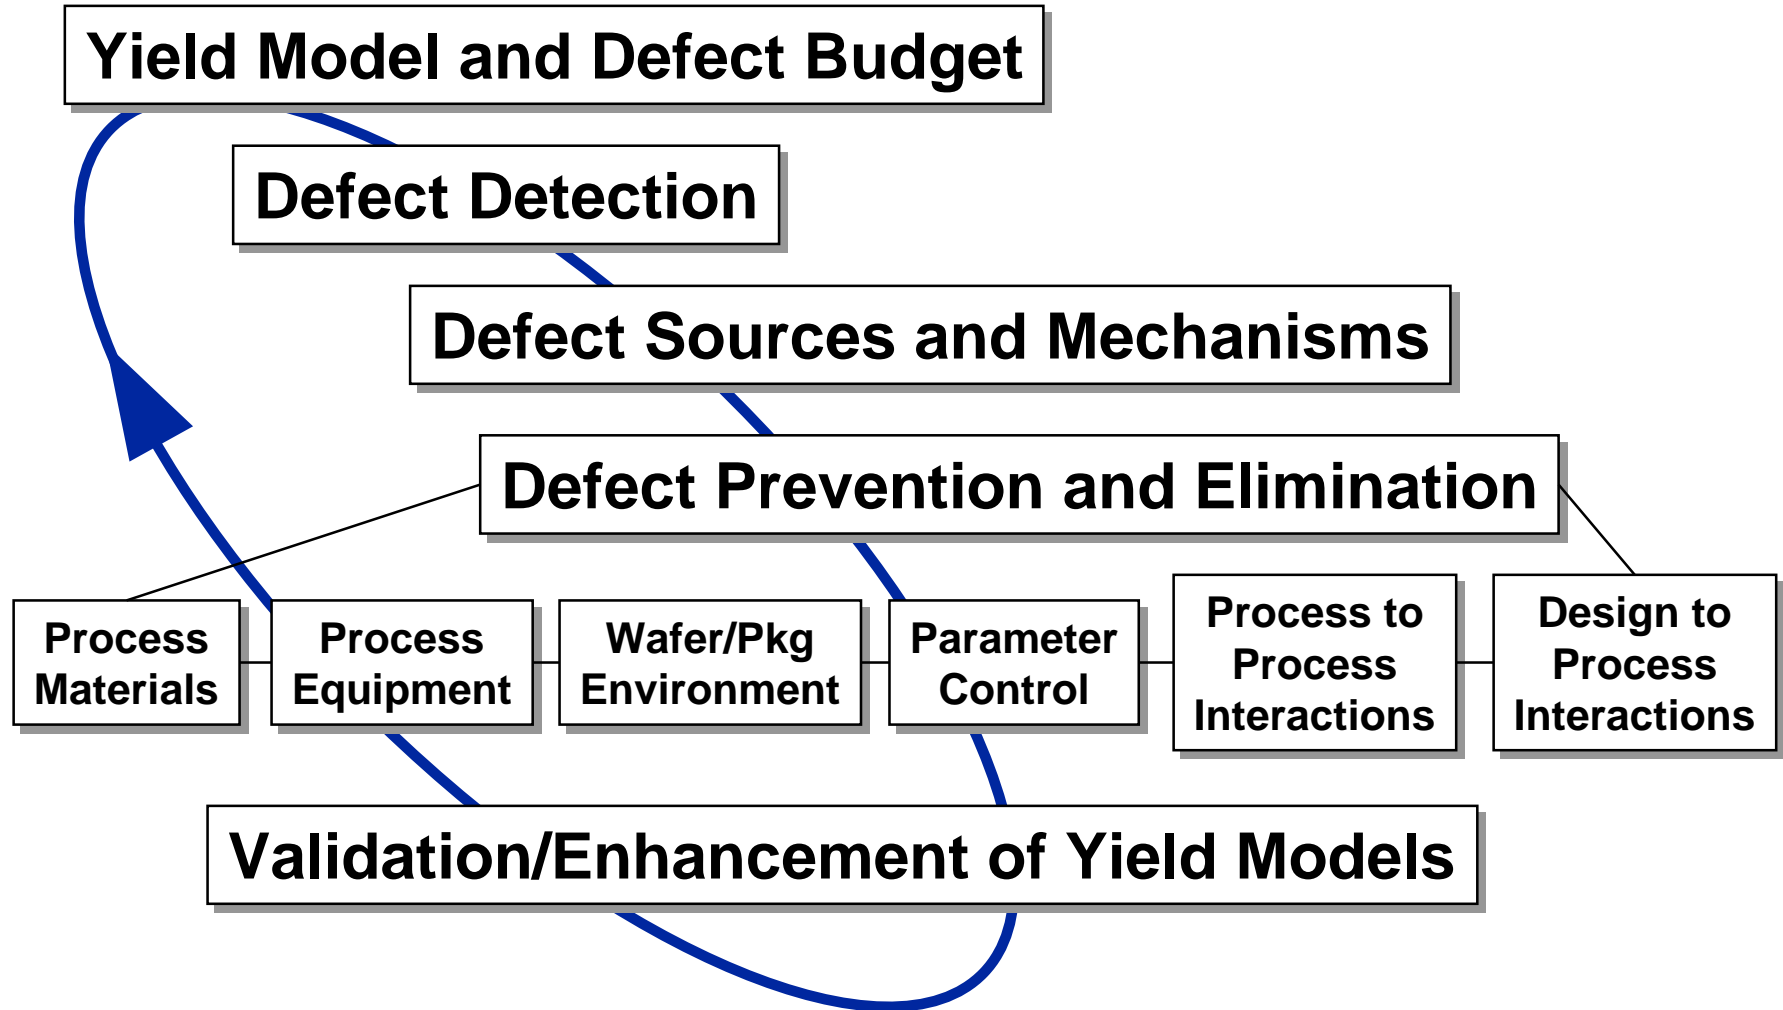 Yield Model and Defect Budget
Defect Detection
Defect Sources and Mechanisms
Defect Prevention and Elimination
Process
Materials
Process
Equipment
Wafer/Pkg
Environment
Parameter
Control
Process to
Process
Interactions
Design to
Process
Interactions
Validation/Enhancement of Yield Models